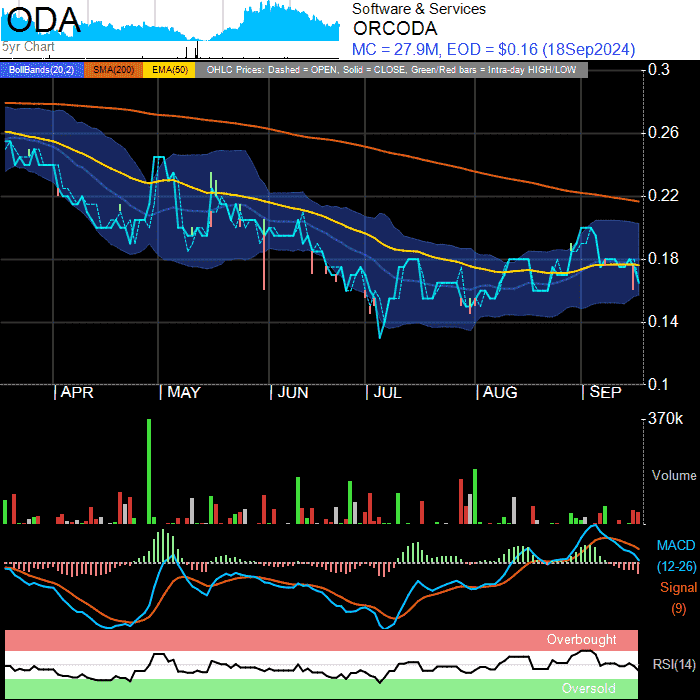 ODA
5yr Chart
Software & Services
ORCODA
MC = 27.9M, EOD = $0.16 (18Sep2024)
BollBands(20,2) SMA(200) EMA(50) OHLC Prices: Dashed = OPEN, Solid = CLOSE, Green/Red bars = Intra-day HIGH/LOW
0.3
0.26
0.22
0.18
0.14
0.1
APR MAY JUN JUL AUG SEP
370k
Volume
MACD
(12-26)
Signal
(9)
Overbought
RSI(14)
Oversold